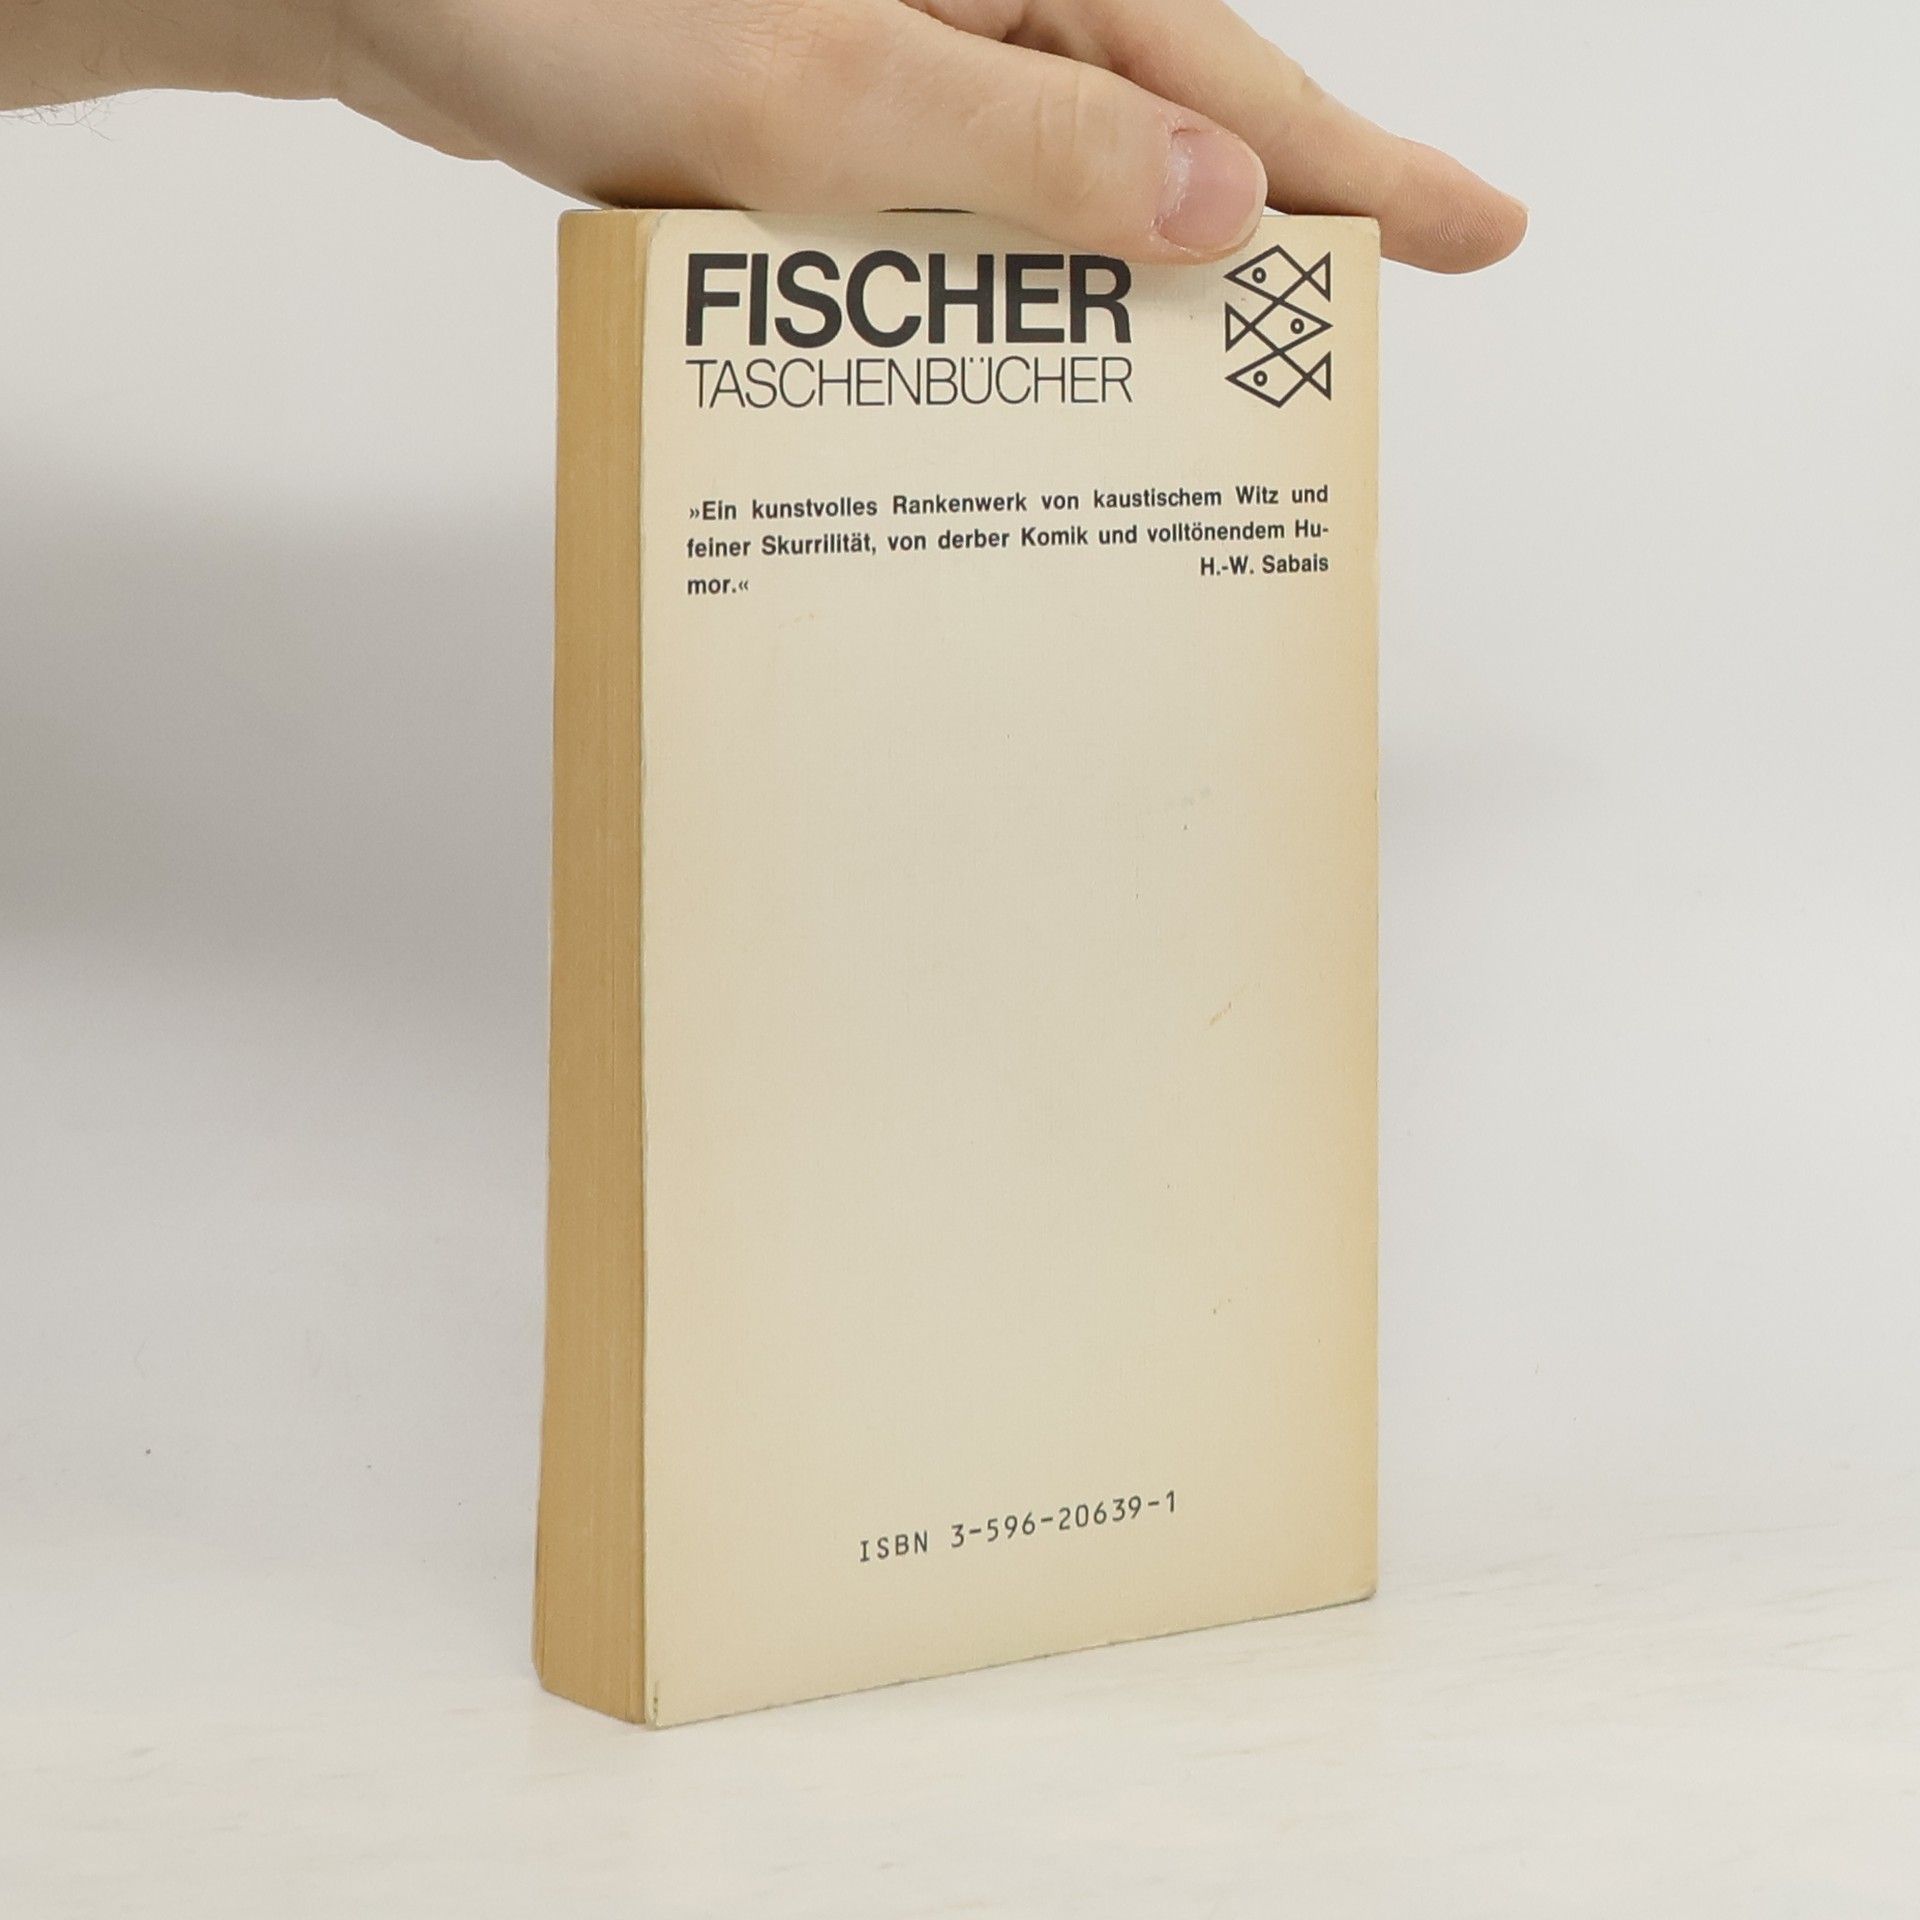 FISCHER
TASCHENBÜCHER
»Ein kunstvolles Rankenwerk von kaustischem Witz und
feiner Skurrilität, von derber Komik und volltönendem Hu-
mor.« H.-W. Sabais
ISBN 3-596-20639-1